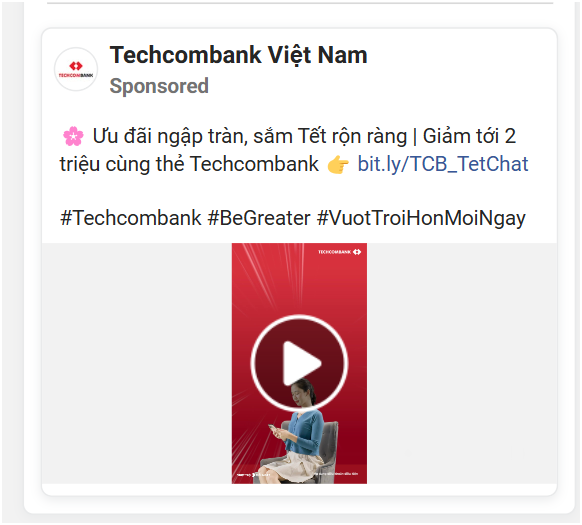 Techcombank Việt Nam
TECHCOMBANK
Sponsored
🌸 Ưu đãi ngập tràn, sắm Tết rộn ràng | Giảm tới 2
triệu cùng thẻ Techcombank 👉 bit.ly/TCB_TetChat
#Techcombank #BeGreater #VuotTroiHonMoiNgay
TECHCOMBANK